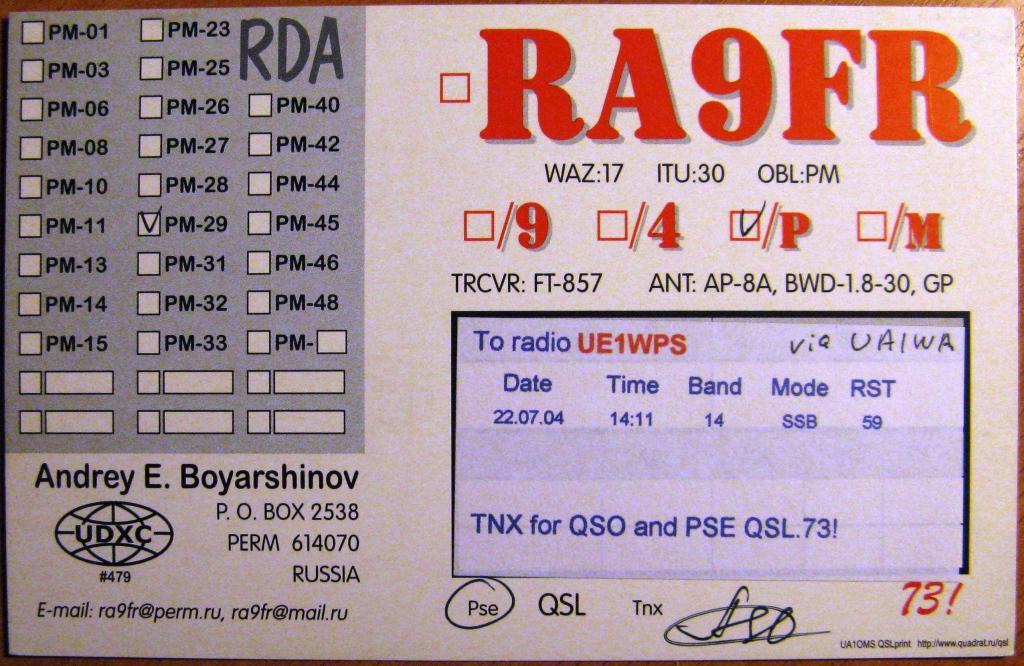 PM-01 PM-23 RDA
PM-03 PM-25
PM-06 PM-26 PM-40
PM-08 PM-27 PM-42
PM-10 PM-28 PM-44
PM-11 PM-29 PM-45
PM-13 PM-31 PM-46
PM-14 PM-32 PM-48
PM-15 PM-33 PM-
Andrey E. Boyarshinov
UDXC
#479
P. O. BOX 2538
PERM 614070
RUSSIA
E-mail: ra9fr@perm.ru, ra9fr@mail.ru
RA9FR
WAZ:17 ITU:30 OBL:PM
/9 /4 /P /M
TRCVR: FT-857 ANT: AP-8A, BWD-1.8-30, GP
To radio UE1WPS via UA1WA
Date Time Band Mode RST
22.07.04 14:11 14 SSB 59
TNX for QSO and PSE QSL.73!
Pse QSL Tnx 73!
UA1OMS QSLprint http://www.quadrat.ru/qsl